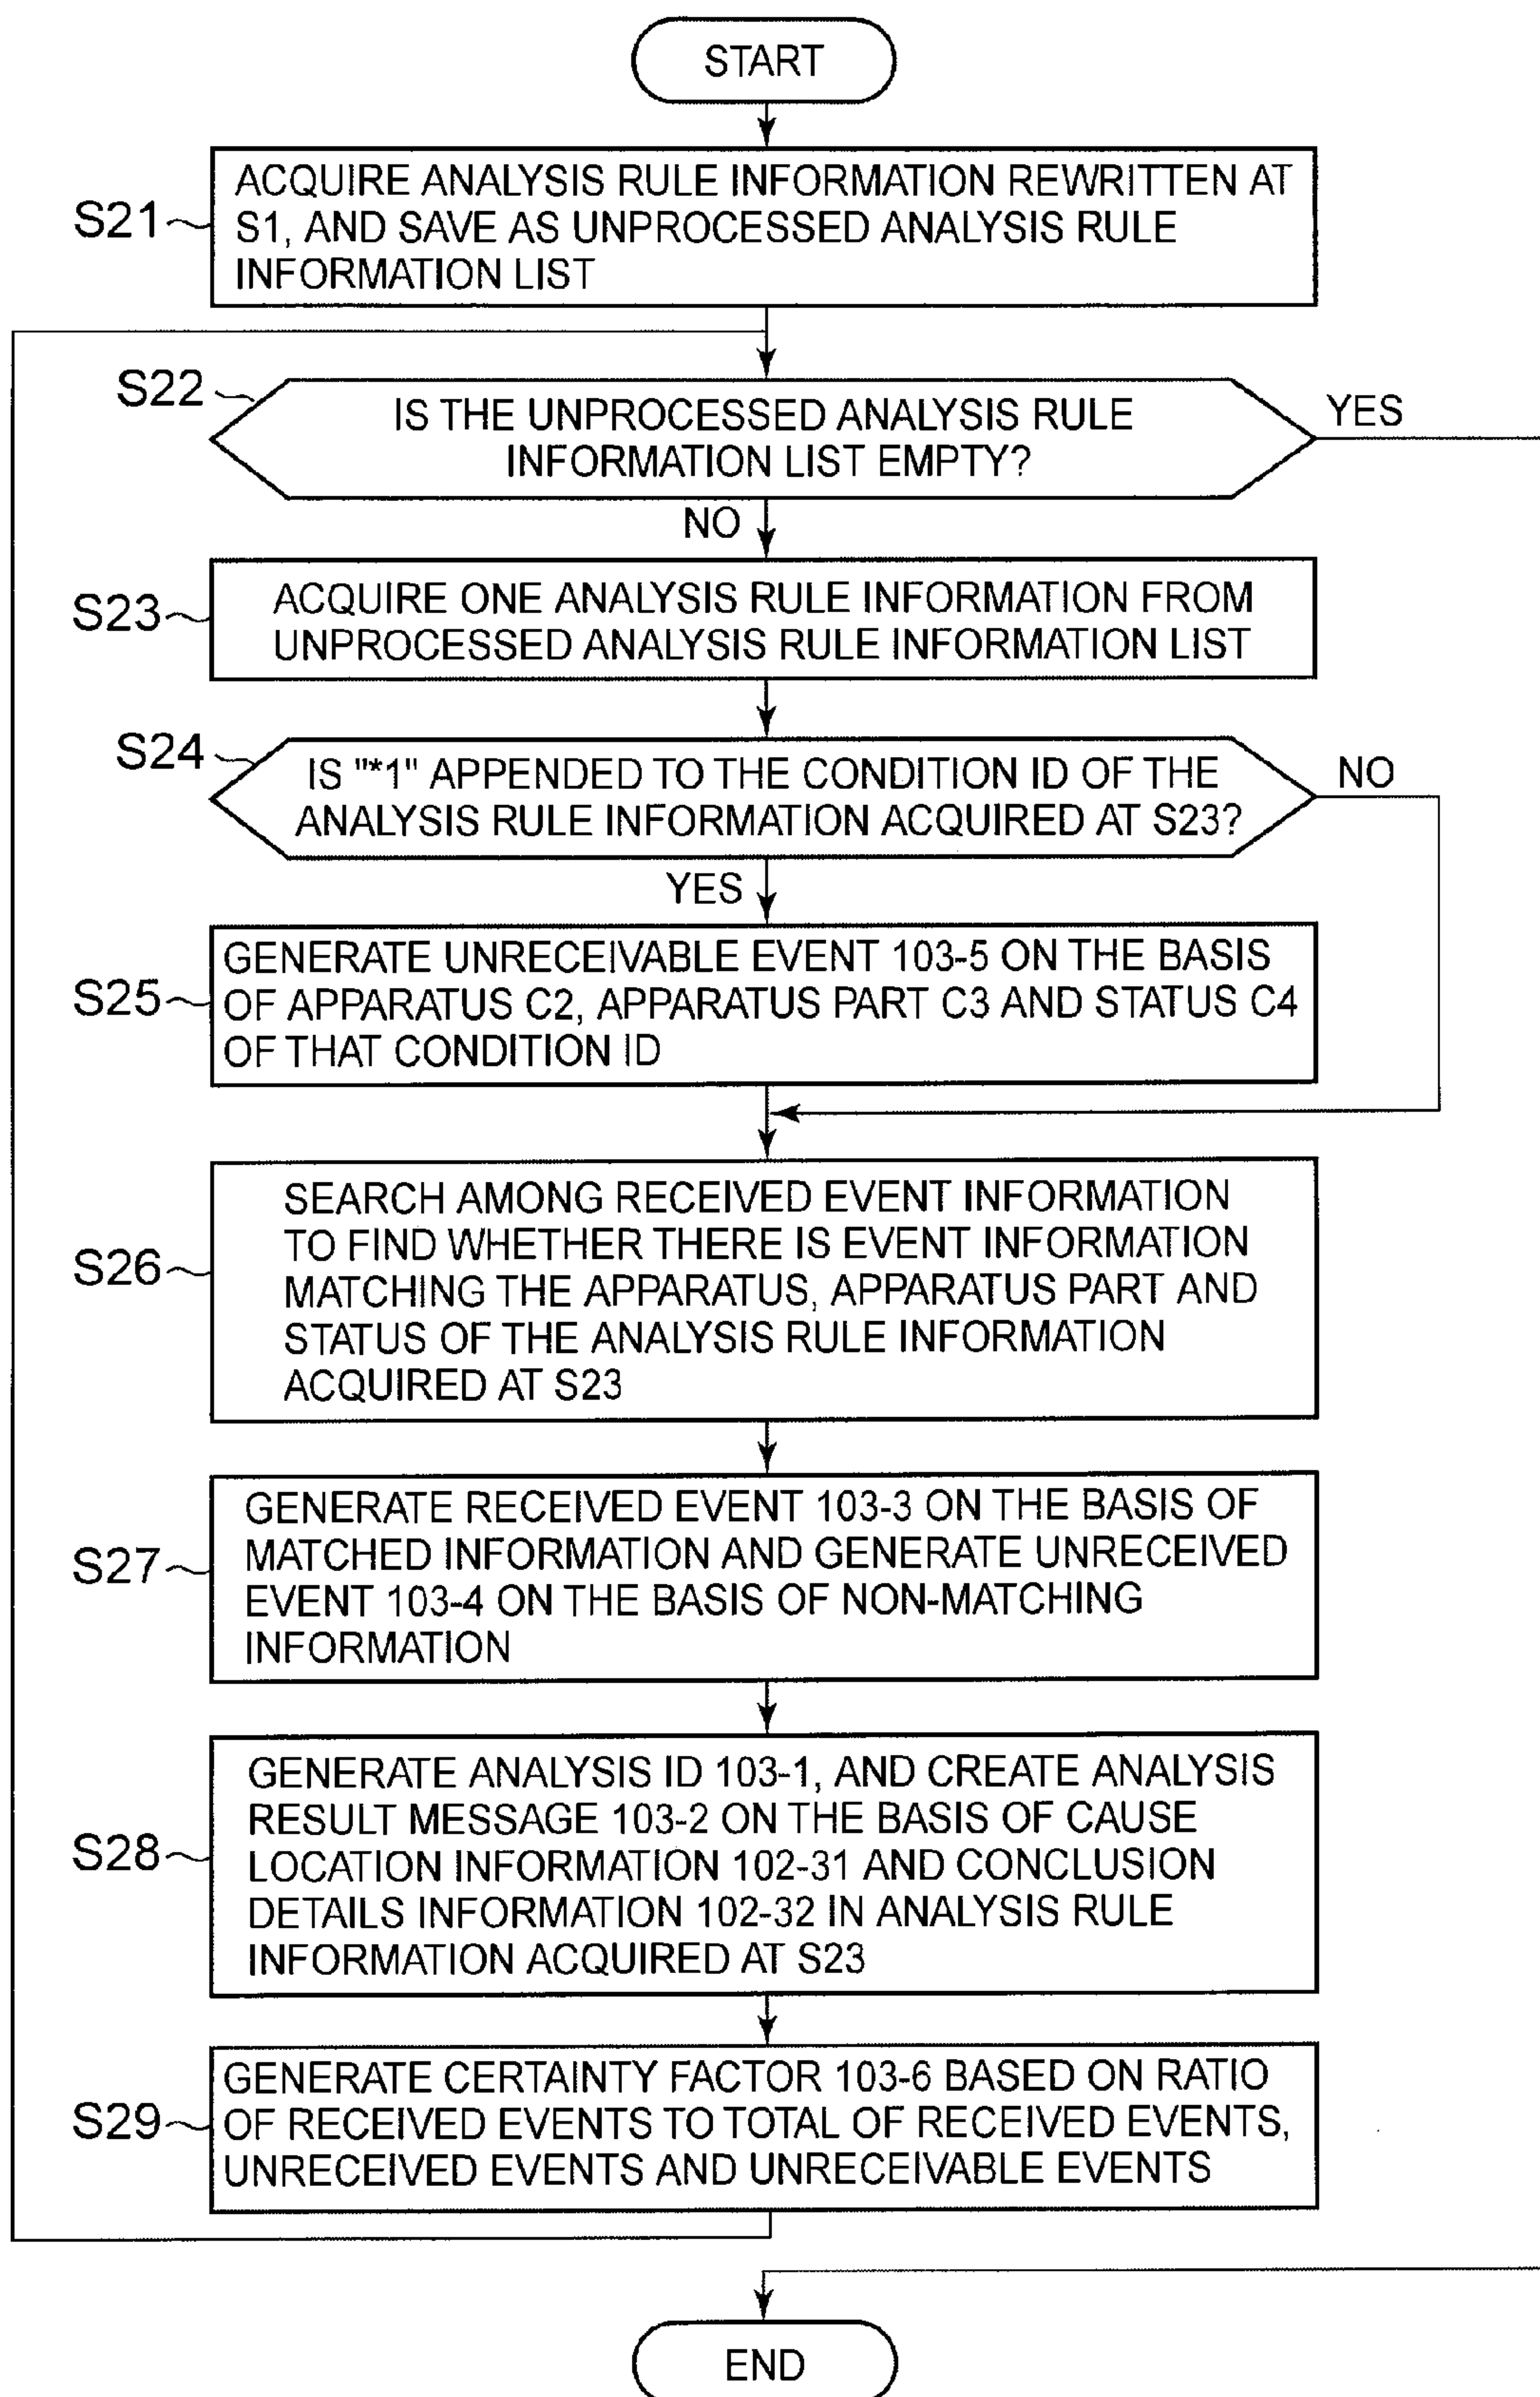 START
S21
ACQUIRE ANALYSIS RULE INFORMATION REWRITTEN AT
S1, AND SAVE AS UNPROCESSED ANALYSIS RULE
INFORMATION LIST
S22
IS THE UNPROCESSED ANALYSIS RULE
INFORMATION LIST EMPTY?
YES
NO
S23
ACQUIRE ONE ANALYSIS RULE INFORMATION FROM
UNPROCESSED ANALYSIS RULE INFORMATION LIST
S24
IS "*1" APPENDED TO THE CONDITION ID OF THE
ANALYSIS RULE INFORMATION ACQUIRED AT S23?
NO
YES
S25
GENERATE UNRECEIVABLE EVENT 103-5 ON THE BASIS
OF APPARATUS C2, APPARATUS PART C3 AND STATUS C4
OF THAT CONDITION ID
S26
SEARCH AMONG RECEIVED EVENT INFORMATION
TO FIND WHETHER THERE IS EVENT INFORMATION
MATCHING THE APPARATUS, APPARATUS PART AND
STATUS OF THE ANALYSIS RULE INFORMATION
ACQUIRED AT S23
S27
GENERATE RECEIVED EVENT 103-3 ON THE BASIS OF
MATCHED INFORMATION AND GENERATE UNRECEIVED
EVENT 103-4 ON THE BASIS OF NON-MATCHING
INFORMATION
S28
GENERATE ANALYSIS ID 103-1, AND CREATE ANALYSIS
RESULT MESSAGE 103-2 ON THE BASIS OF CAUSE
LOCATION INFORMATION 102-31 AND CONCLUSION
DETAILS INFORMATION 102-32 IN ANALYSIS RULE
INFORMATION ACQUIRED AT S23
S29
GENERATE CERTAINTY FACTOR 103-6 BASED ON RATIO
OF RECEIVED EVENTS TO TOTAL OF RECEIVED EVENTS,
UNRECEIVED EVENTS AND UNRECEIVABLE EVENTS
END